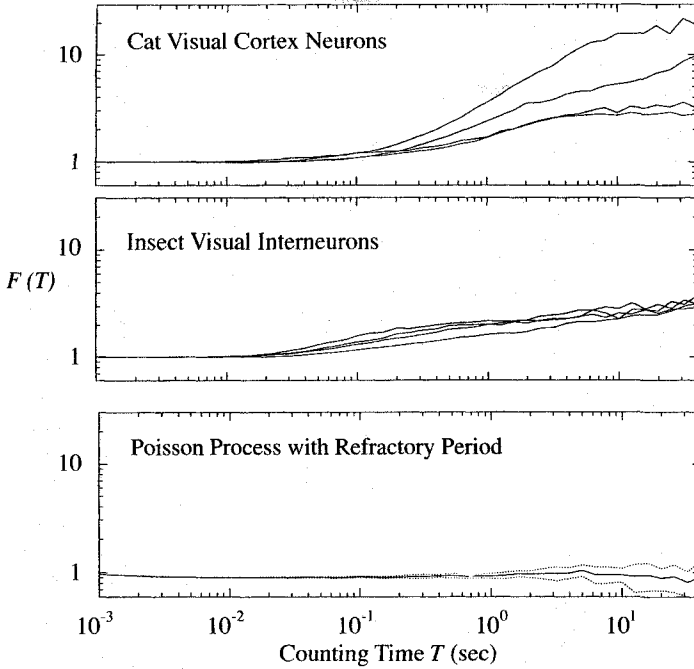 Cat Visual Cortex Neurons
10
1
Insect Visual Interneurons
10
F (T)
1
Poisson Process with Refractory Period
10
1
10⁻³ 10⁻² 10⁻¹ 10⁰ 10¹
Counting Time T (sec)